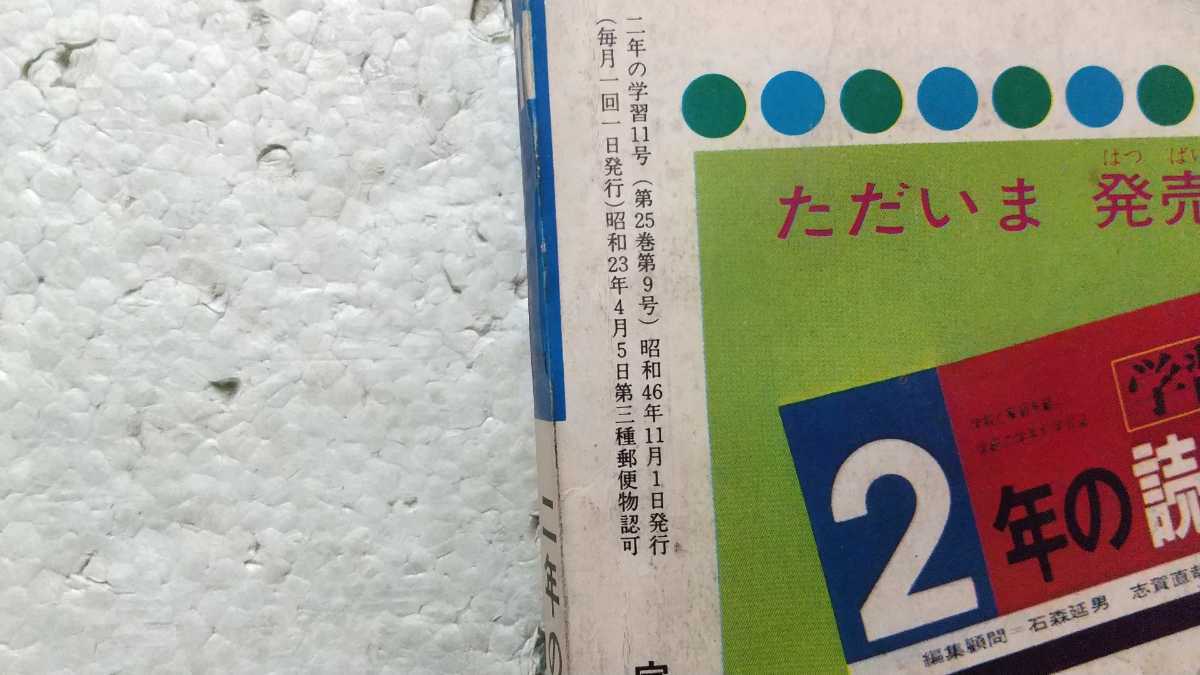 二年の学習11号(第25巻第9号) 昭和46年11月1日発行
(毎月一回一日発行)昭和23年4月5日第三種郵便物認可
はつ ばい
ただいま 発売
学習
2年の読
編集顧問=石森延男 志賀直哉
二年の
定